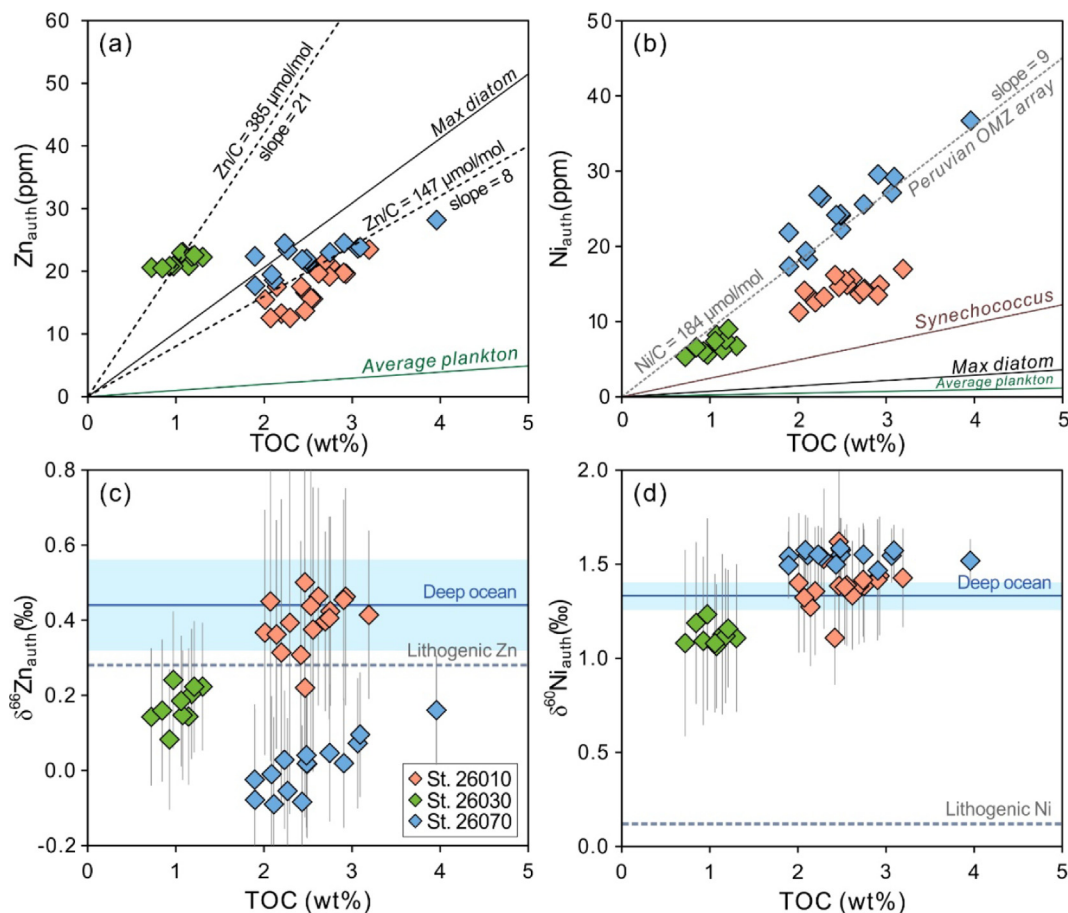 (a)
60
50
40
30
20
10
0
Zn_auth (ppm)
Zn/C = 385 µmol/mol
slope = 21
Max diatom
Zn/C = 147 µmol/mol
slope = 8
Average plankton
0 1 2 3 4 5
TOC (wt%)
(b)
50
40
30
20
10
0
Ni_auth (ppm)
slope = 9
Peruvian OMZ array
Ni/C = 184 µmol/mol
Synechococcus
Max diatom
Average plankton
0 1 2 3 4 5
TOC (wt%)
(c)
0.8
0.6
0.4
0.2
0.0
-0.2
δ⁶⁶Zn_auth (‰)
Deep ocean
Lithogenic Zn
St. 26010
St. 26030
St. 26070
0 1 2 3 4 5
TOC (wt%)
(d)
2.0
1.5
1.0
0.5
0.0
δ⁶⁰Ni_auth (‰)
Deep ocean
Lithogenic Ni
0 1 2 3 4 5
TOC (wt%)